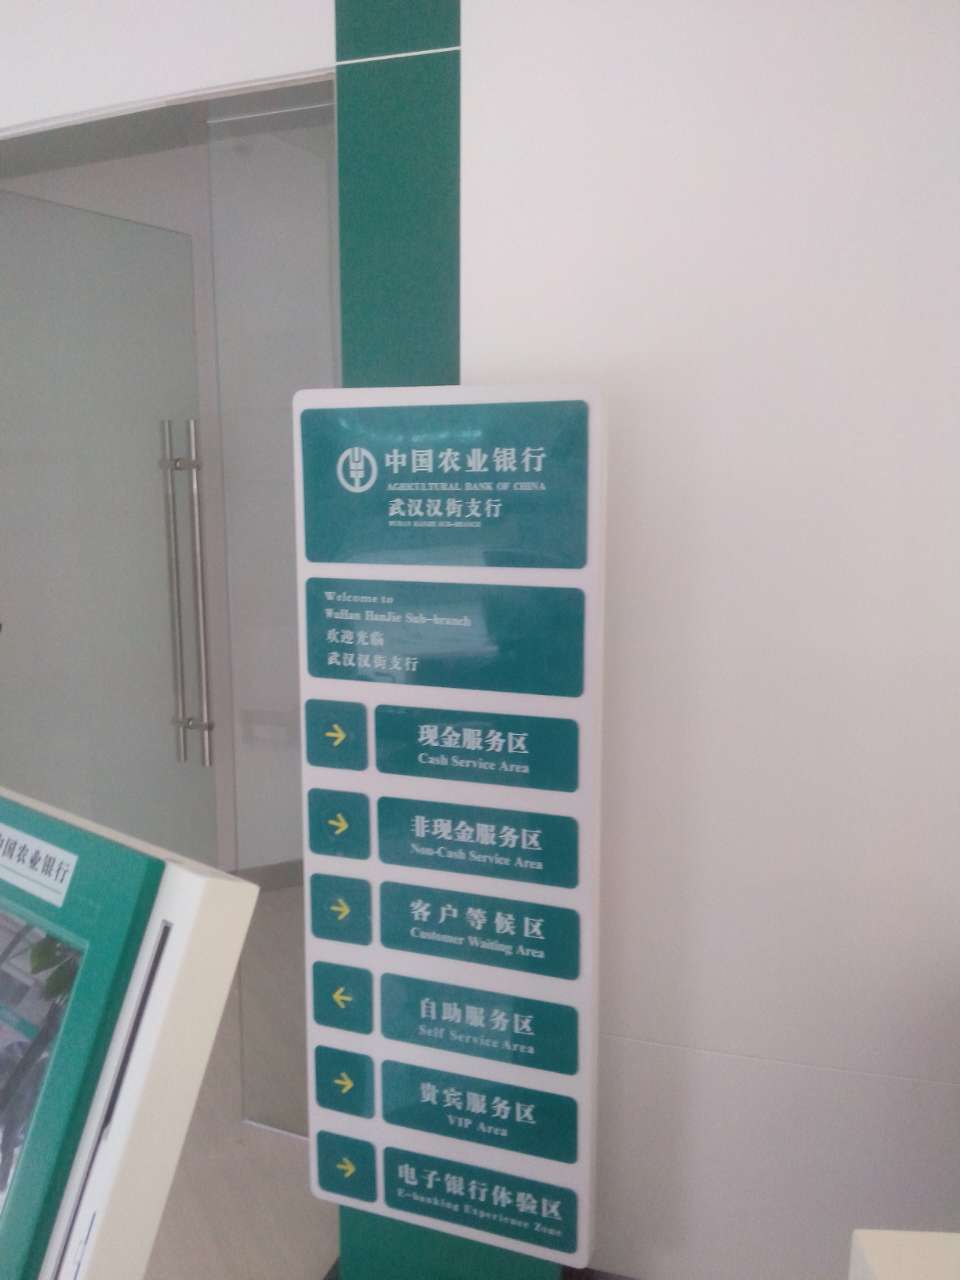 中国农业银行
AGRICULTURAL BANK OF CHINA
武汉汉街支行
WUHAN HANJIE SUB-BRANCH
Welcome to
WuHan HanJie Sub-branch
欢迎光临
武汉汉街支行
现金服务区
Cash Service Area
非现金服务区
Non-Cash Service Area
客户等候区
Customer Waiting Area
自助服务区
Self Service Area
贵宾服务区
VIP Area
电子银行体验区
E-banking Experience Zone
中国农业银行